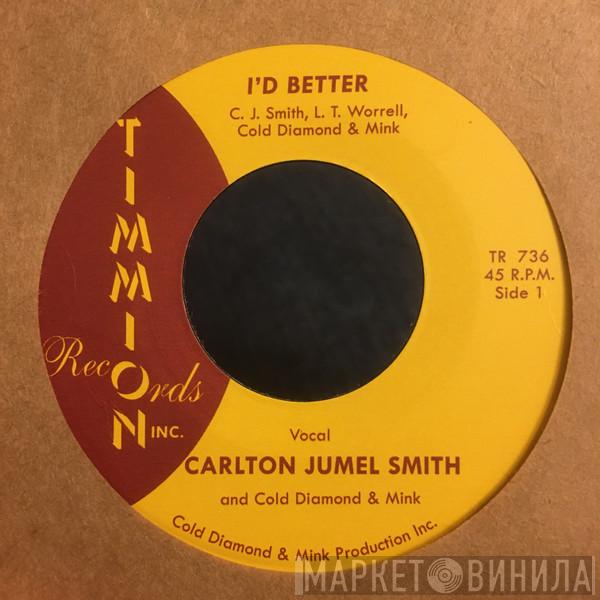 I'D BETTER
C. J. Smith, L. T. Worrell,
Cold Diamond & Mink
TIMMION
Records
INC.
TR 736
45 R.P.M.
Side 1
Vocal
CARLTON JUMEL SMITH
and Cold Diamond & Mink
Cold Diamond & Mink Production Inc.
МАРКЕТ ВИНИЛА